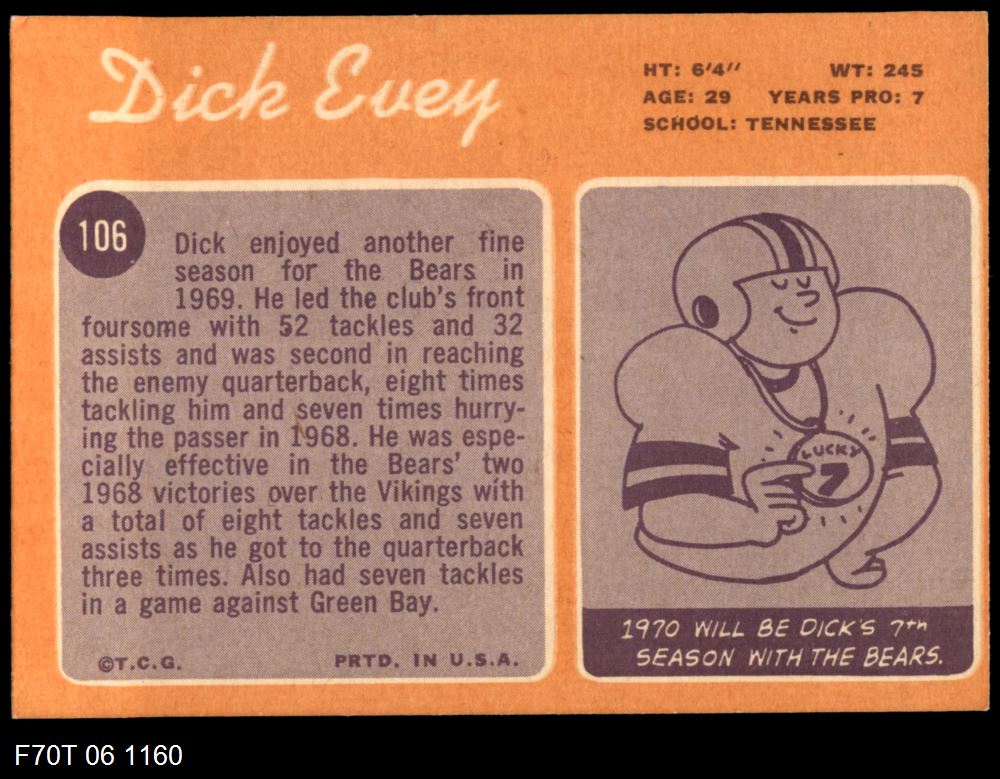 Dick Evey
HT: 6'4'' WT: 245
AGE: 29 YEARS PRO: 7
SCHOOL: TENNESSEE
106
Dick enjoyed another fine
season for the Bears in
1969. He led the club's front
foursome with 52 tackles and 32
assists and was second in reaching
the enemy quarterback, eight times
tackling him and seven times hurry-
ing the passer in 1968. He was espe-
cially effective in the Bears' two
1968 victories over the Vikings with
a total of eight tackles and seven
assists as he got to the quarterback
three times. Also had seven tackles
in a game against Green Bay.
©T.C.G. PRTD. IN U.S.A.
LUCKY
7
1970 WILL BE DICK'S 7th
SEASON WITH THE BEARS.
F70T 06 1160